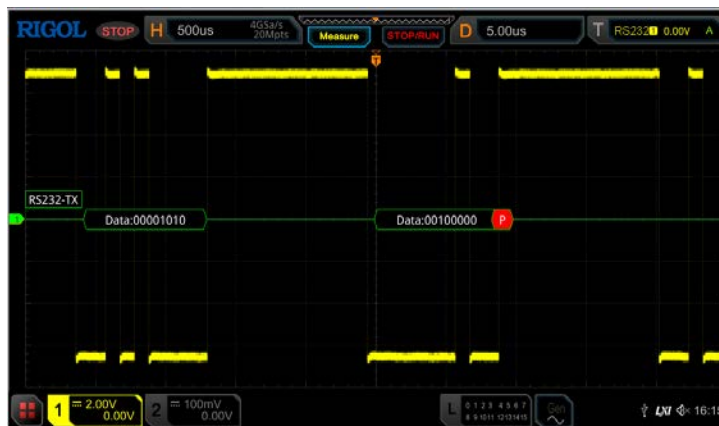 RIGOL STOP H 500us 4GSa/s 20Mpts Measure STOP/RUN D 5.00us T RS232 1 0.00V A
T
RS232-TX
Data:00001010 Data:00100000 P
1 2.00V 0.00V 2 100mV 0.00V L 0 1 2 3 4 5 6 7 8 9 10 11 12 13 14 15 Gen LXI 16:15